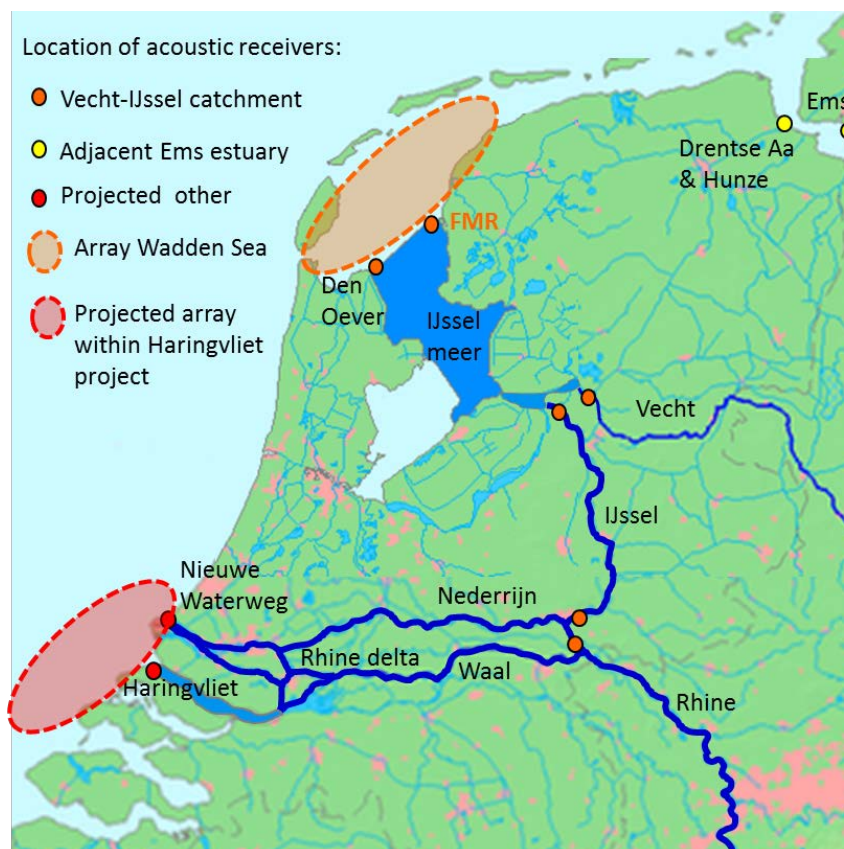 Location of acoustic receivers:
Vecht-IJssel catchment
Adjacent Ems estuary
Projected other
Array Wadden Sea
Projected array
within Haringvliet
project
Ems
Drentse Aa
& Hunze
FMR
Den
Oever
IJssel
meer
Vecht
IJssel
Nieuwe
Waterweg
Nederrijn
Rhine delta
Waal
Haringvliet
Rhine